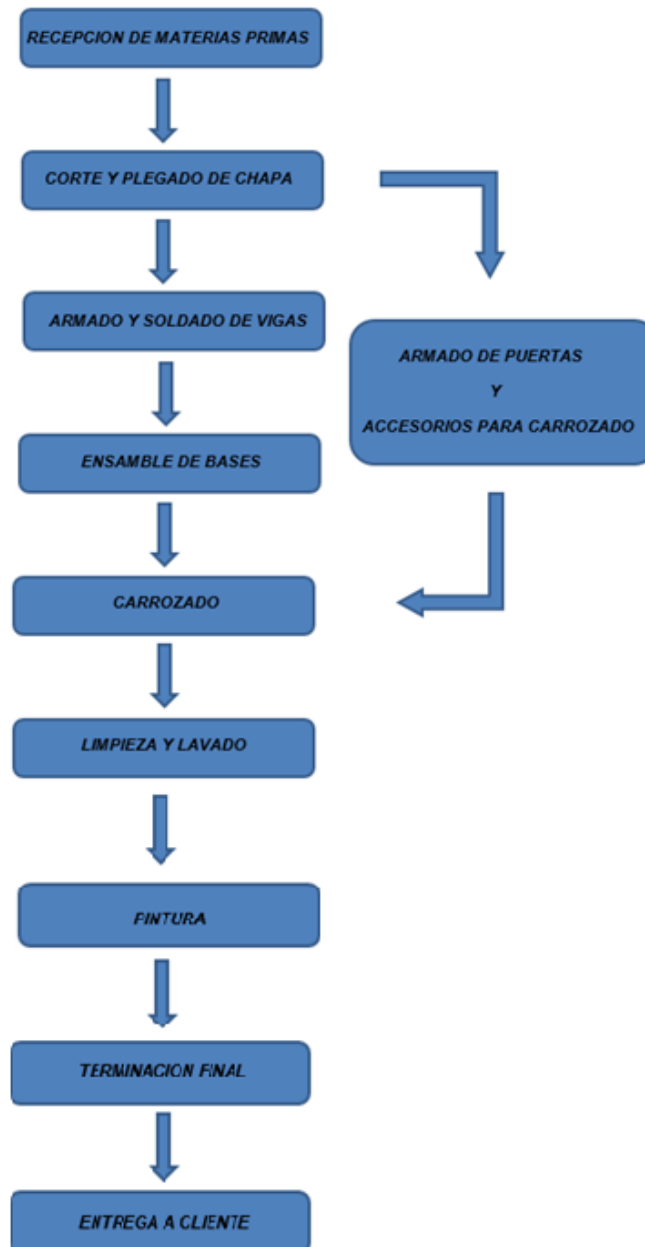 RECEPCION DE MATERIAS PRIMAS
CORTE Y PLEGADO DE CHAPA
ARMADO Y SOLDADO DE VIGAS
ARMADO DE PUERTAS
Y
ACCESORIOS PARA CARROZADO
ENSAMBLE DE BASES
CARROZADO
LIMPIEZA Y LAVADO
PINTURA
TERMINACION FINAL
ENTREGA A CLIENTE